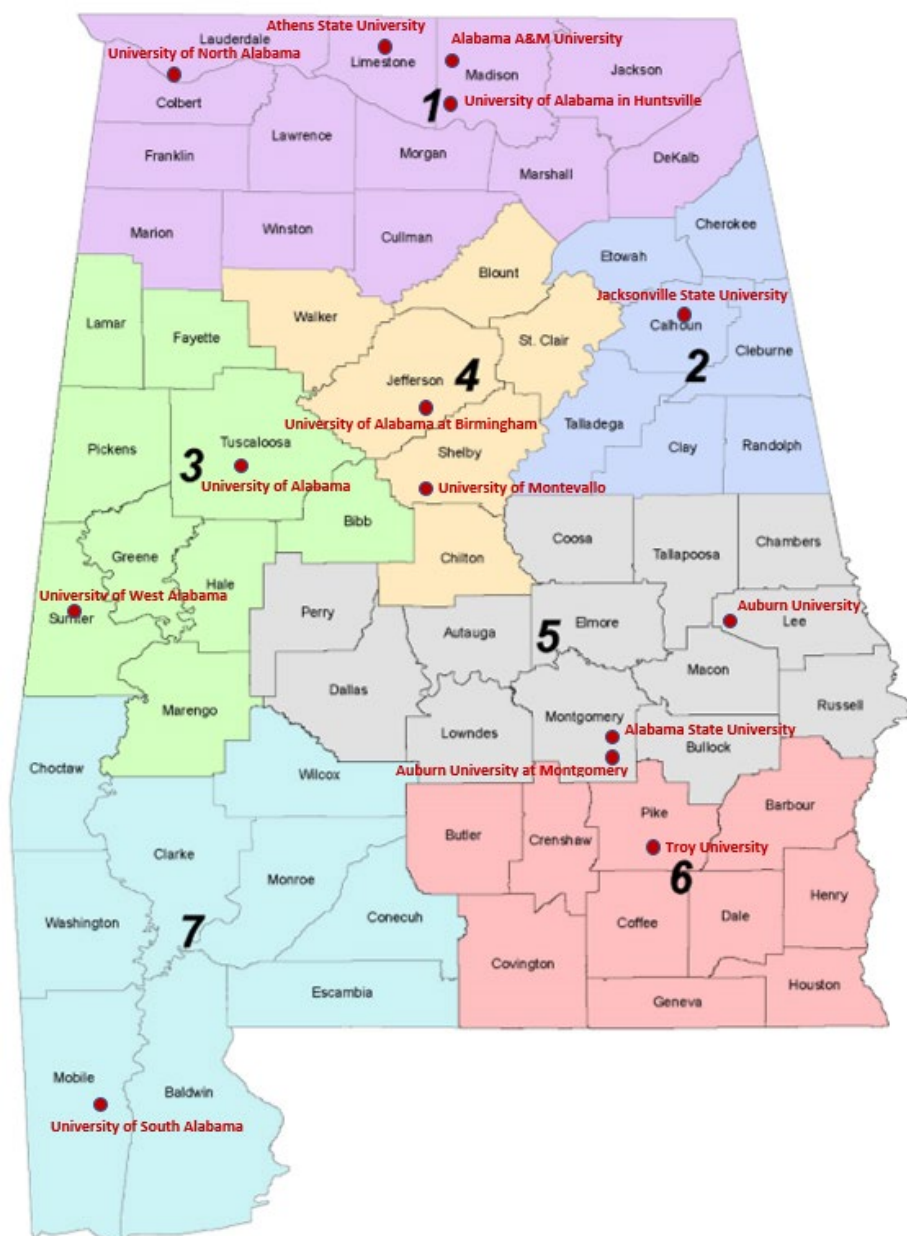 Athens State University
Lauderdale
University of North Alabama
Limestone
Alabama A&M University
Madison
Jackson
Colbert
1
University of Alabama in Huntsville
Lawrence
Franklin
Morgan
DeKalb
Marshall
Marion
Winston
Cullman
Cherokee
Etowah
Blount
Jacksonville State University
Calhoun
Lamar
Fayette
Walker
St. Clair
Cleburne
2
Jefferson
4
University of Alabama at Birmingham
Talladega
Pickens
Tuscaloosa
Shelby
Clay
Randolph
3
University of Alabama
University of Montevallo
Bibb
Coosa
Tallapoosa
Chambers
Greene
Chilton
Hale
University of West Alabama
Sumter
Perry
Auburn University
Lee
Autauga
5
Elmore
Macon
Dallas
Russell
Marengo
Lowndes
Montgomery
Alabama State University
Bullock
Auburn University at Montgomery
Choctaw
Wilcox
Pike
Barbour
Butler
Crenshaw
Troy University
Clarke
6
Monroe
Henry
Washington
7
Conecuh
Coffee
Dale
Covington
Escambia
Geneva
Houston
Mobile
Baldwin
University of South Alabama